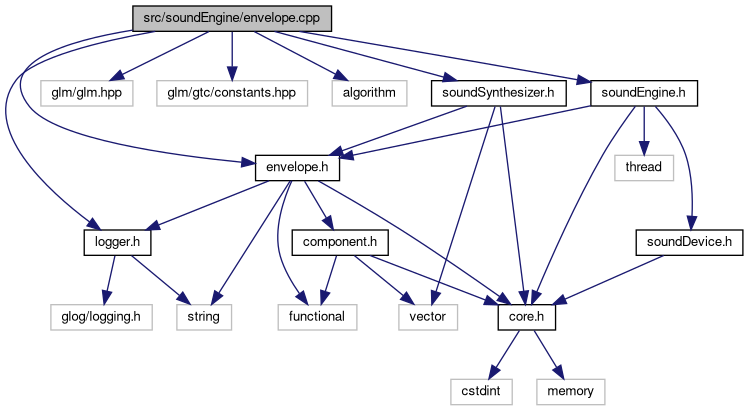 src/soundEngine/envelope.cpp
glm/glm.hpp
glm/gtc/constants.hpp
algorithm
soundSynthesizer.h
soundEngine.h
envelope.h
thread
logger.h
component.h
soundDevice.h
glog/logging.h
string
functional
vector
core.h
cstdint
memory